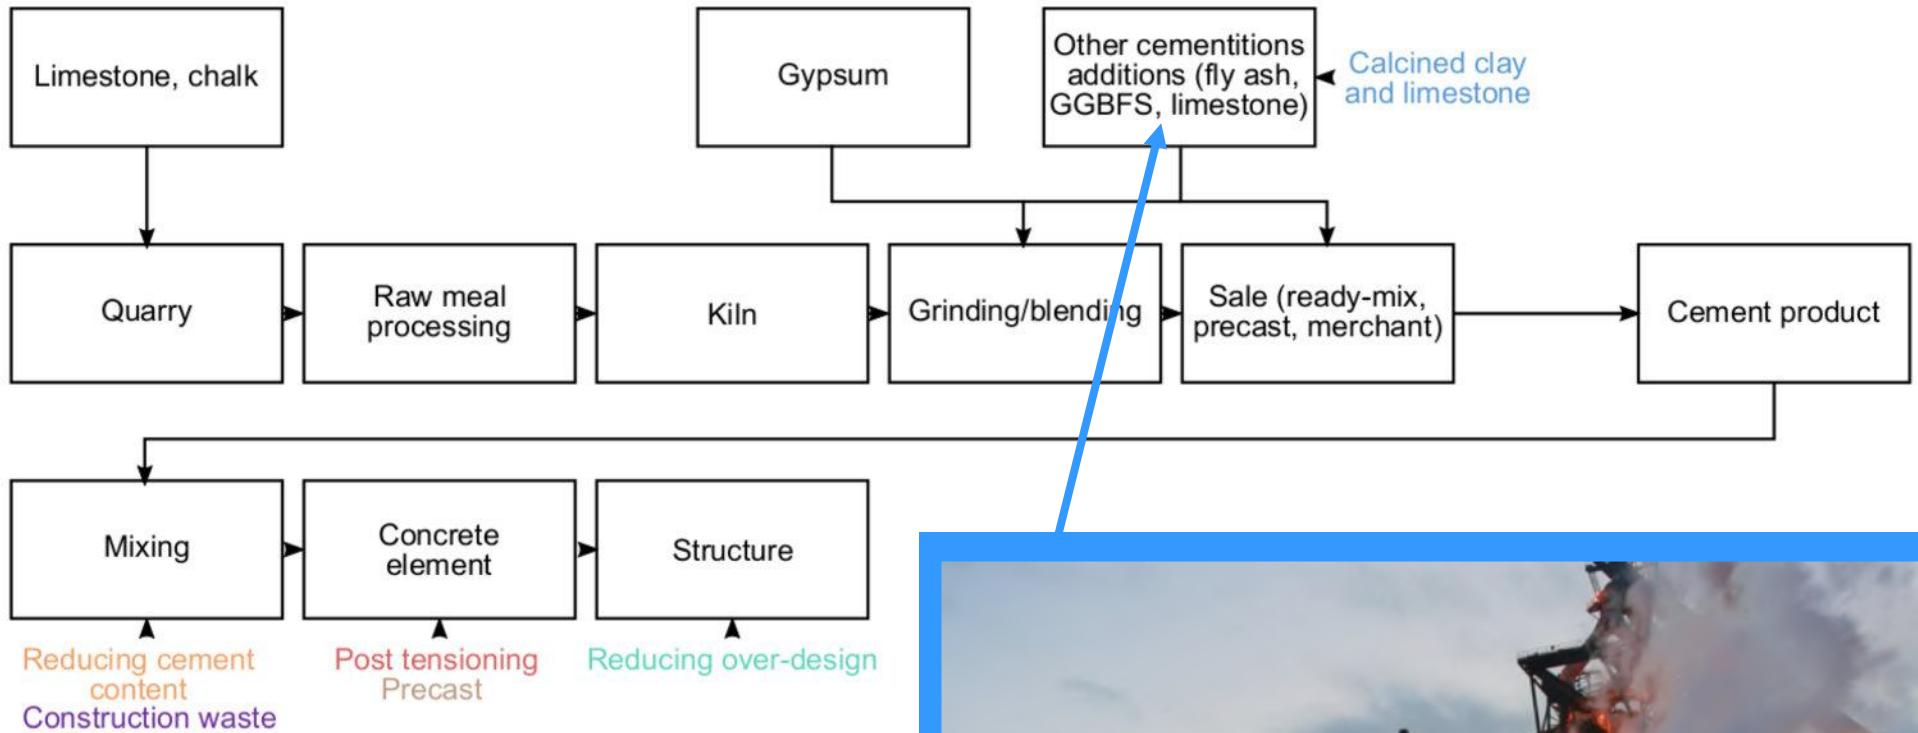 Limestone, chalk
Gypsum
Other cementitions
additions (fly ash,
GGBFS, limestone)
Calcined clay
and limestone
Quarry
Raw meal
processing
Kiln
Grinding/blending
Sale (ready-mix,
precast, merchant)
Cement product
Mixing
Concrete
element
Structure
Reducing cement
content
Construction waste
Post tensioning
Precast
Reducing over-design